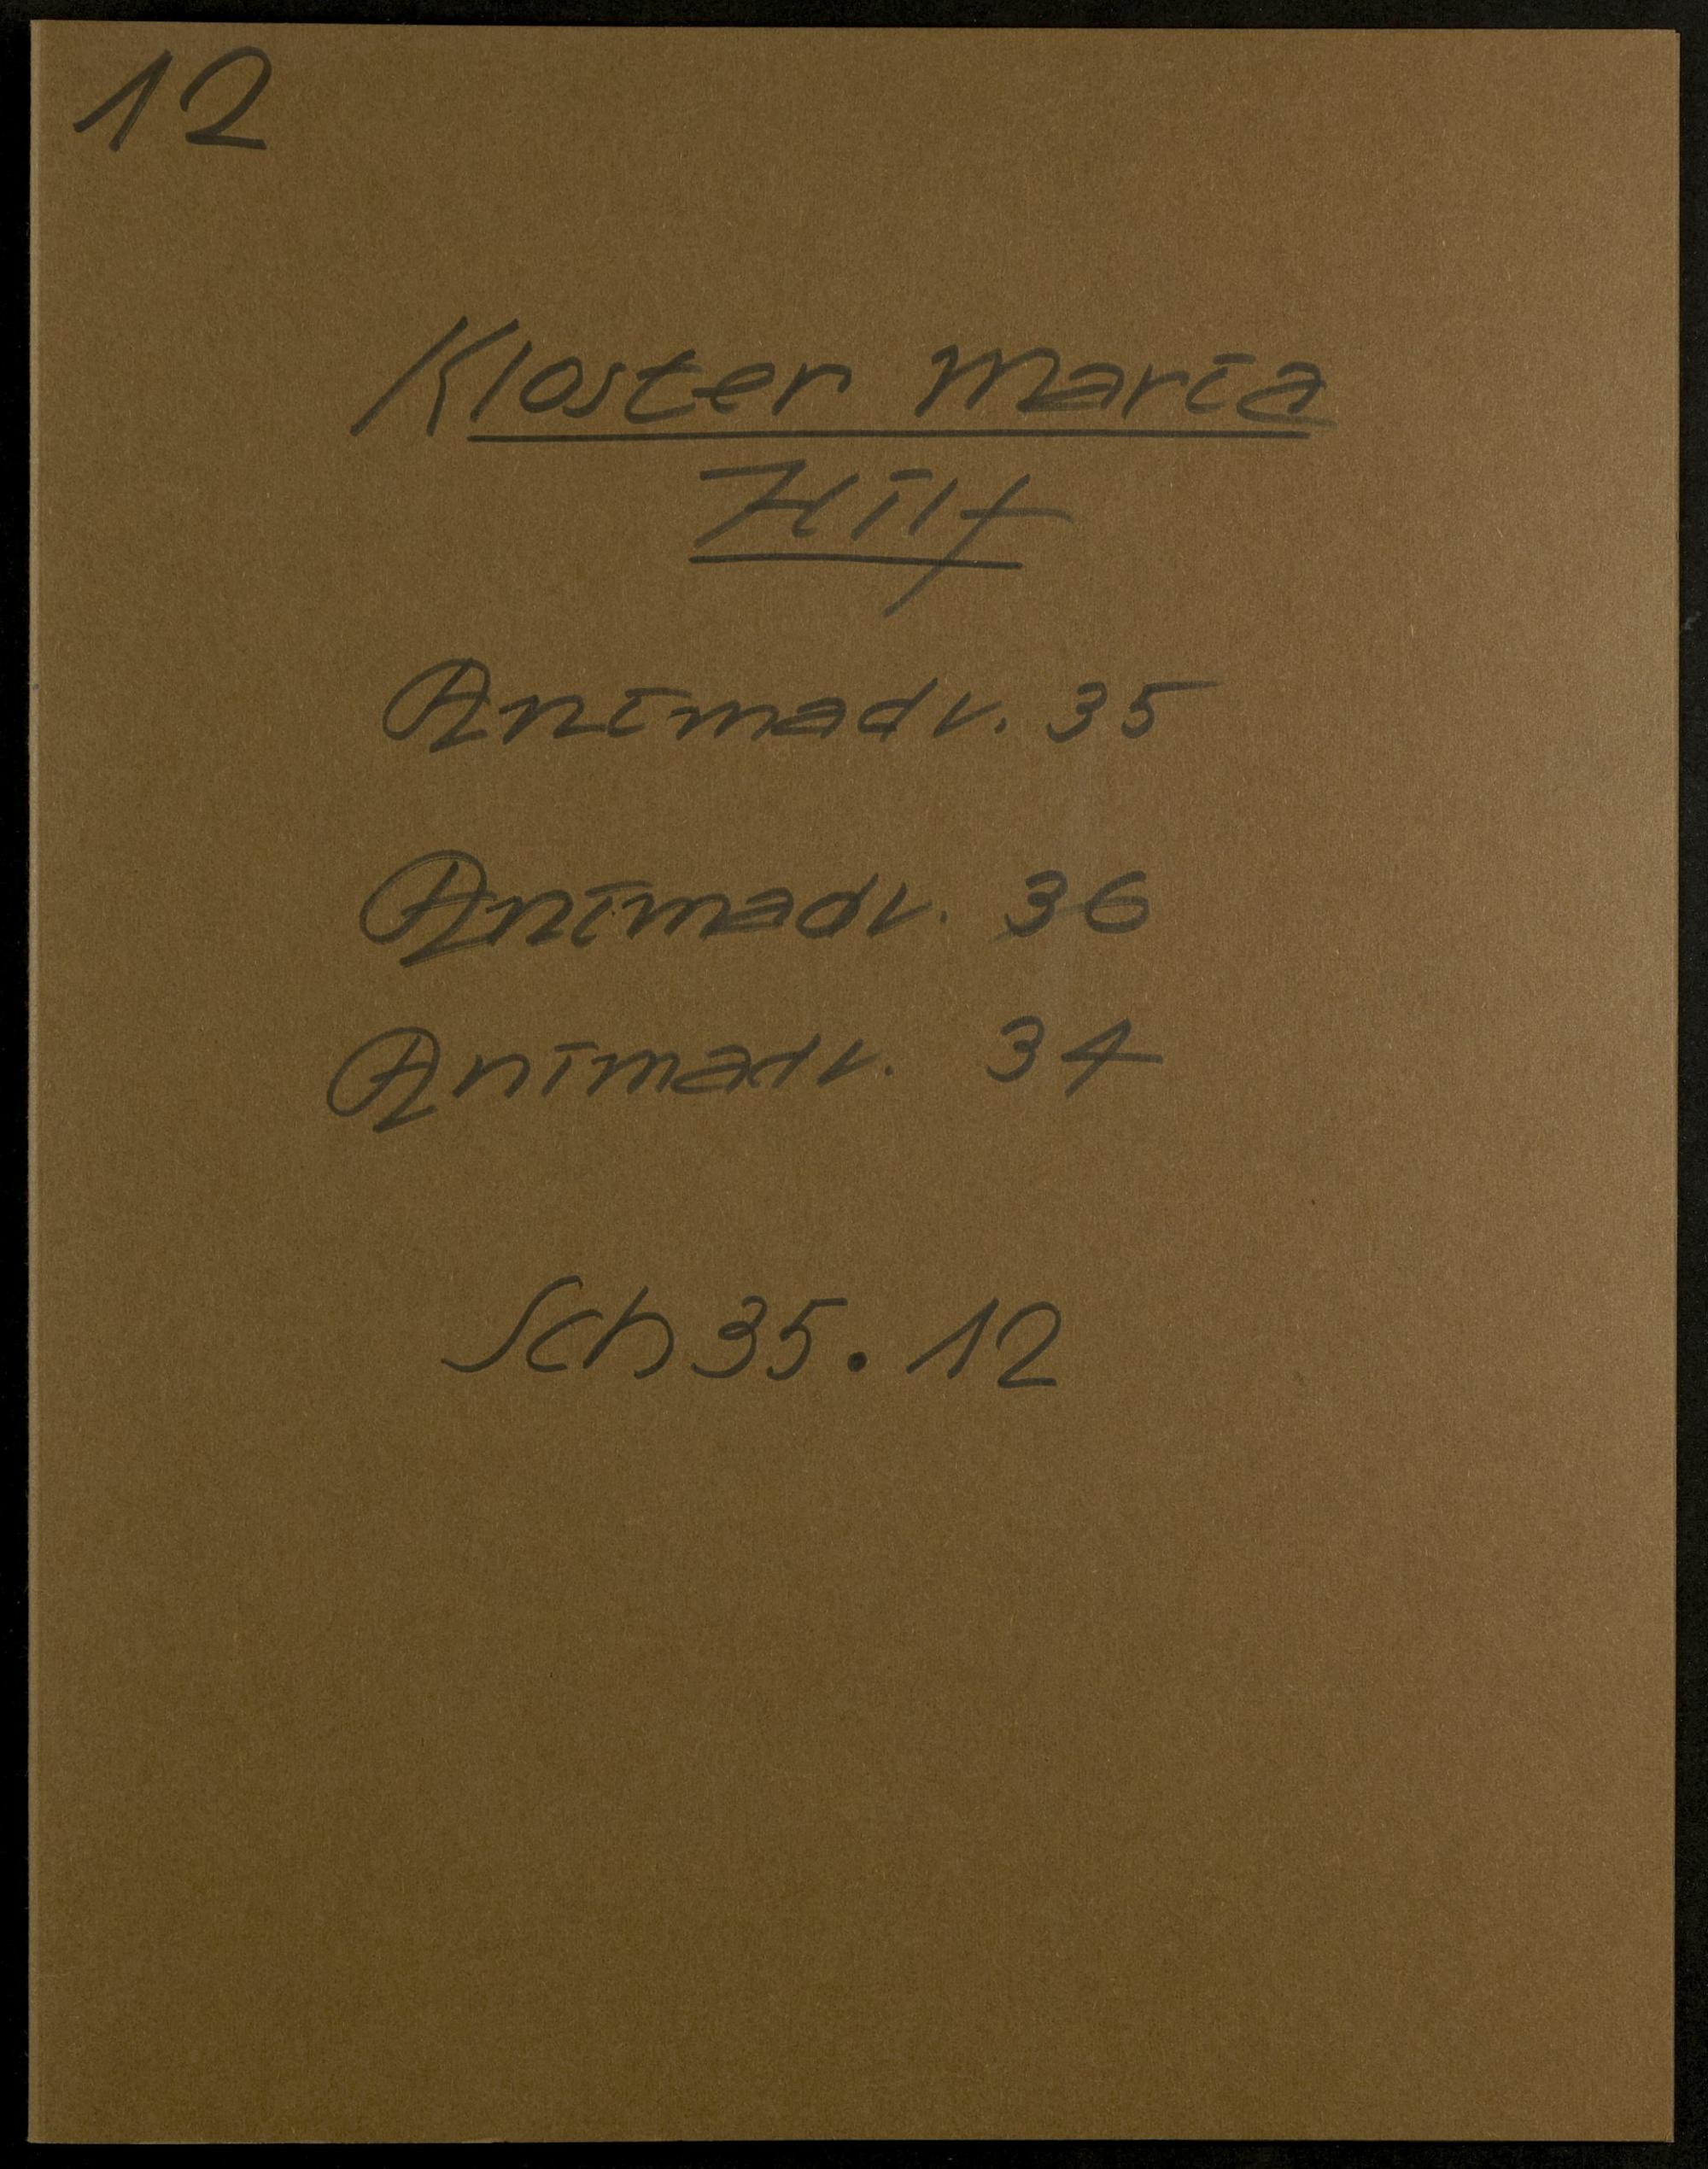 12
Kloster Maria
Hilf
Animadv. 35
Animadv. 36
Animadv. 34
Sch 35. 12